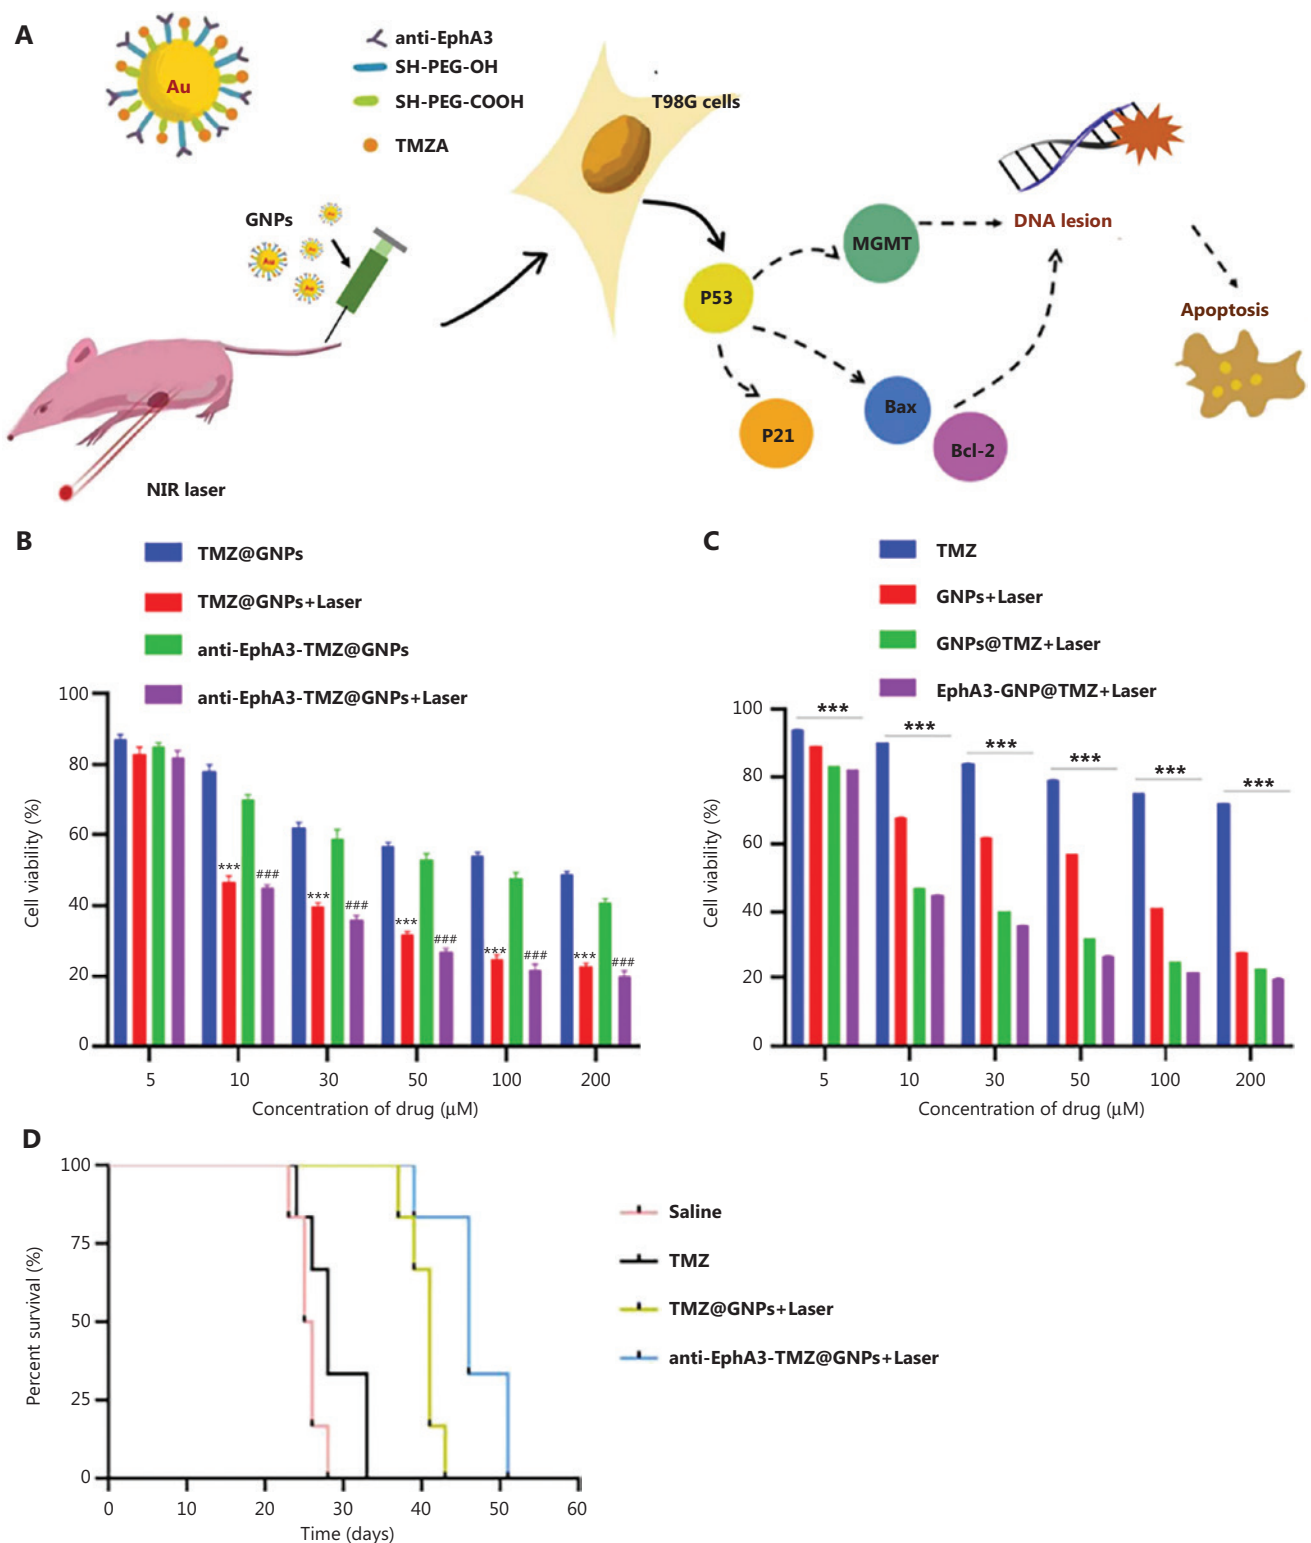 A
Au
anti-EphA3
SH-PEG-OH
SH-PEG-COOH
TMZA
T98G cells
GNPs
Au
Au
Au
Au
NIR laser
P53
MGMT
P21
Bax
Bcl-2
DNA lesion
Apoptosis
B
TMZ@GNPs
TMZ@GNPs+Laser
anti-EphA3-TMZ@GNPs
anti-EphA3-TMZ@GNPs+Laser
Cell viability (%)
100
80
60
40
20
0
*** ###
*** ###
*** ###
*** ###
*** ###
5 10 30 50 100 200
Concentration of drug (μM)
C
TMZ
GNPs+Laser
GNPs@TMZ+Laser
EphA3-GNP@TMZ+Laser
Cell viability (%)
100
80
60
40
20
0
*** *** *** *** *** ***
5 10 30 50 100 200
Concentration of drug (μM)
D
Percent survival (%)
100
75
50
25
0
0 10 20 30 40 50 60
Time (days)
Saline
TMZ
TMZ@GNPs+Laser
anti-EphA3-TMZ@GNPs+Laser